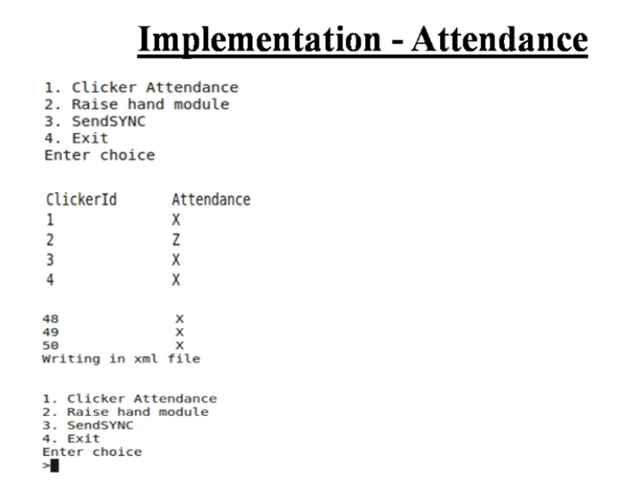 Implementation - Attendance
1. Clicker Attendance
2. Raise hand module
3. SendSYNC
4. Exit
Enter choice
ClickerId Attendance
1 X
2 Z
3 X
4 X
48 X
49 X
50 X
Writing in xml file
1. Clicker Attendance
2. Raise hand module
3. SendSYNC
4. Exit
Enter choice
>